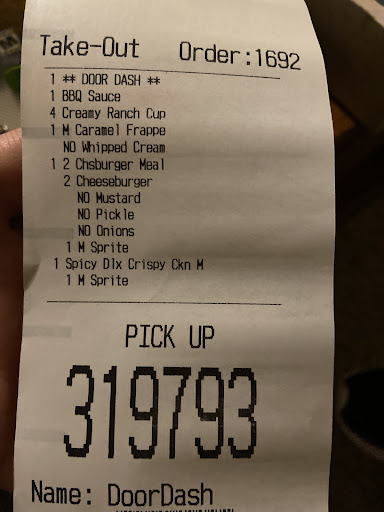 Take-Out Order:1692
1 ** DOOR DASH **
1 BBQ Sauce
4 Creamy Ranch Cup
1 M Caramel Frappe
NO Whipped Cream
1 2 Chsburger Meal
2 Cheeseburger
NO Mustard
NO Pickle
NO Onions
1 M Sprite
1 Spicy Dlx Crispy Ckn M
1 M Sprite
PICK UP
319793
Name: DoorDash